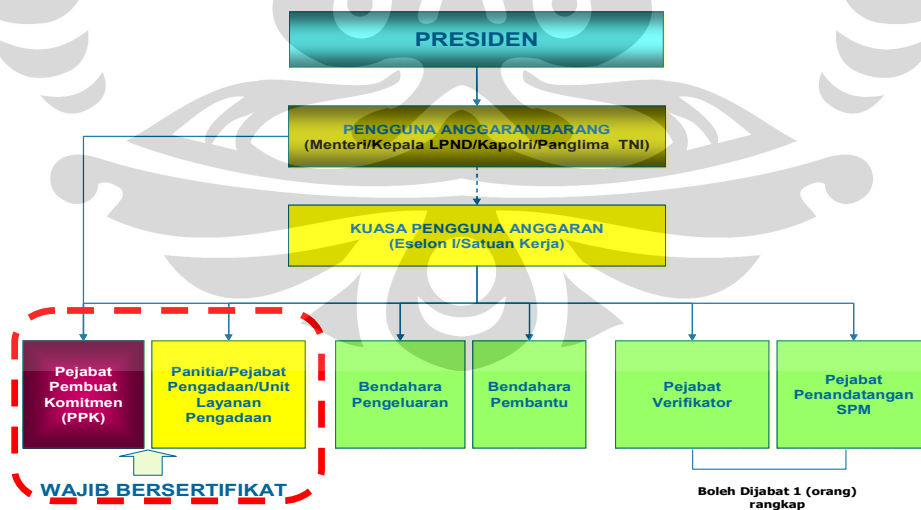 PRESIDEN
PENGGUNA ANGGARAN/BARANG
(Menteri/Kepala LPND/Kapolri/Panglima TNI)
KUASA PENGGUNA ANGGARAN
(Eselon I/Satuan Kerja)
Pejabat
Pembuat
Komitmen
(PPK)
Panitia/Pejabat
Pengadaan/Unit
Layanan
Pengadaan
Bendahara
Pengeluaran
Bendahara
Pembantu
Pejabat
Verifikator
Pejabat
Penandatangan
SPM
WAJIB BERSERTIFIKAT
Boleh Dijabat 1 (orang)
rangkap